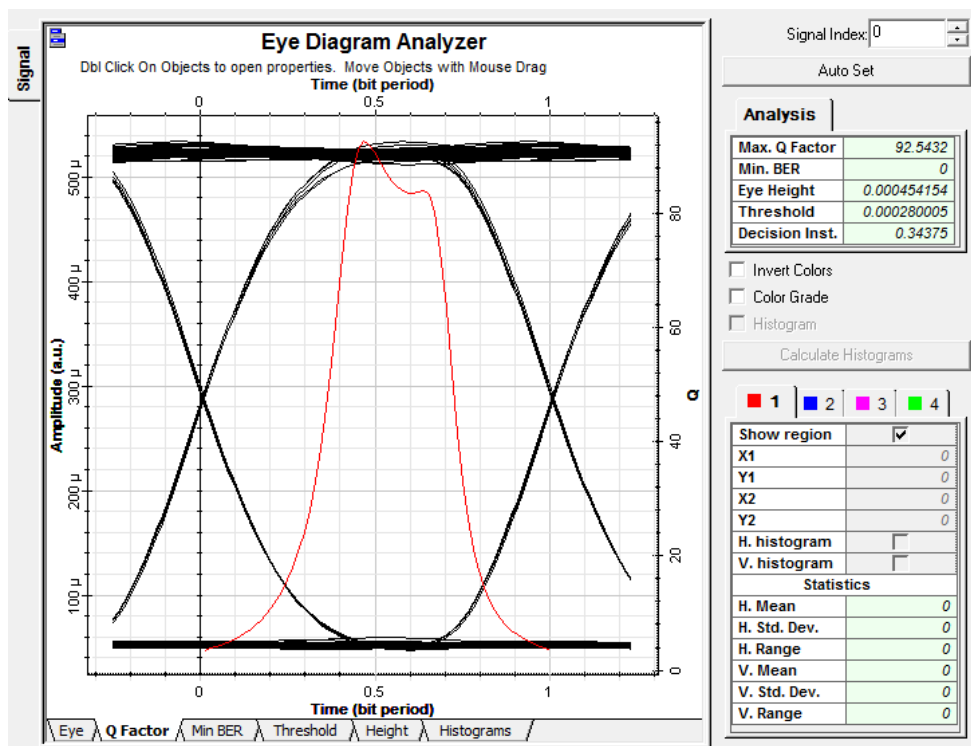 Signal
Eye Diagram Analyzer
Dbl Click On Objects to open properties. Move Objects with Mouse Drag
Time (bit period)
0 0.5 1
Amplitude (a.u.)
500 µ
400 µ
300 µ
200 µ
100 µ
Q
80
60
40
20
0
0 0.5 1
Time (bit period)
Eye Q Factor Min BER Threshold Height Histograms
Signal Index: 0
Auto Set
Analysis
Max. Q Factor 92.5432
Min. BER 0
Eye Height 0.000454154
Threshold 0.000280005
Decision Inst. 0.34375
Invert Colors
Color Grade
Histogram
Calculate Histograms
1 2 3 4
Show region
X1 0
Y1 0
X2 0
Y2 0
H. histogram
V. histogram
Statistics
H. Mean 0
H. Std. Dev. 0
H. Range 0
V. Mean 0
V. Std. Dev. 0
V. Range 0